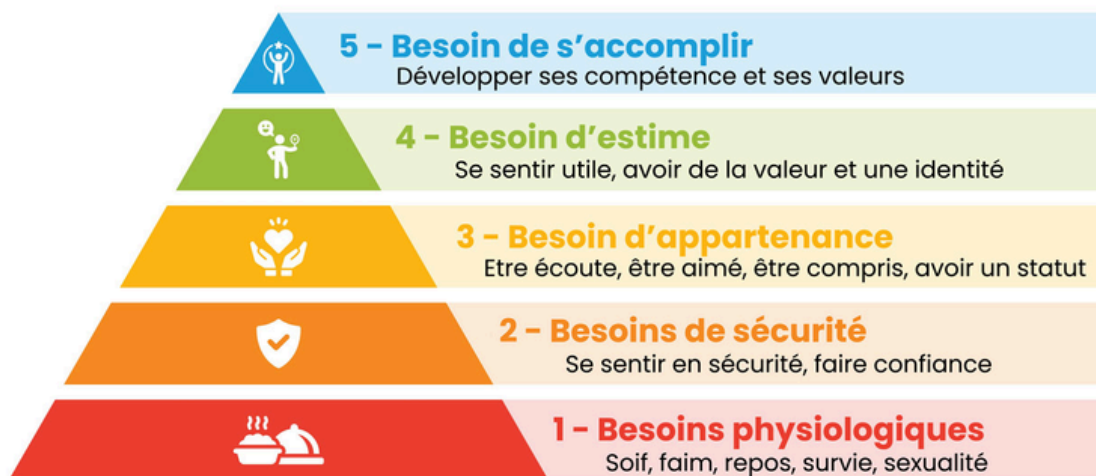 5 - Besoin de s'accomplir
Développer ses compétence et ses valeurs
4 - Besoin d'estime
Se sentir utile, avoir de la valeur et une identité
3 - Besoin d'appartenance
Etre écoute, être aimé, être compris, avoir un statut
2 - Besoins de sécurité
Se sentir en sécurité, faire confiance
1 - Besoins physiologiques
Soif, faim, repos, survie, sexualité